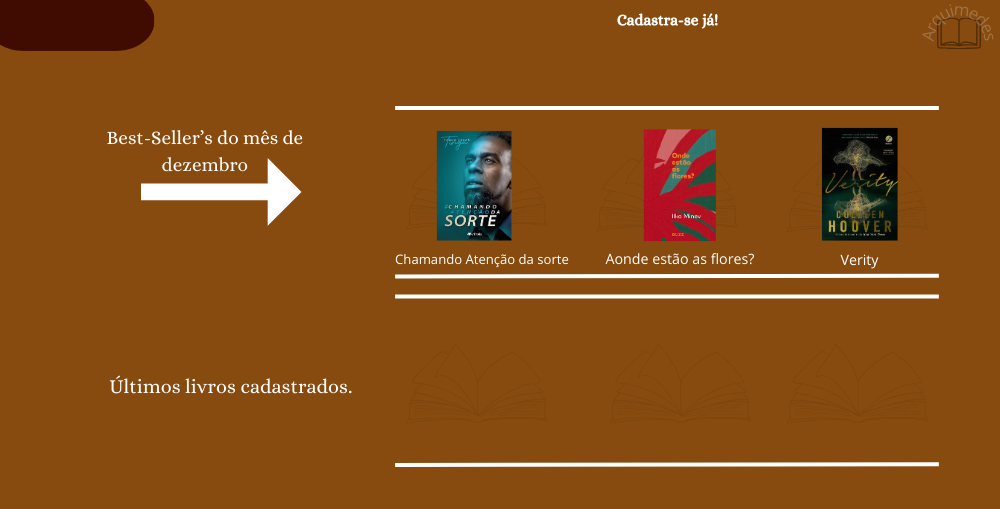 Cadastra-se já!
Arquimedes
Best-Seller’s do mês de
dezembro
CHAMANDO
ATENÇÃO DA
SORTE
Onde
estão
as
flores?
Ilko Minev
Verity
COLLEEN
HOOVER
Chamando Atenção da sorte
Aonde estão as flores?
Verity
Últimos livros cadastrados.